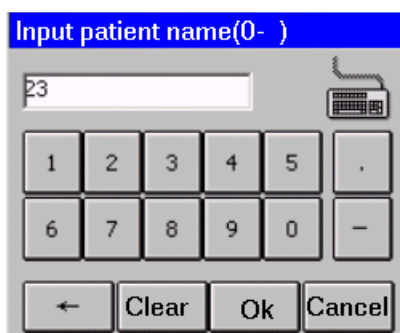 Input patient name(0- )
23
1 2 3 4 5 .
6 7 8 9 0 −
← Clear Ok Cancel